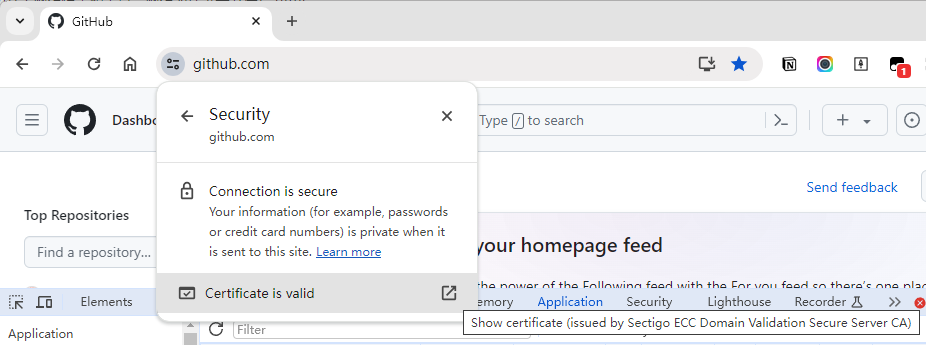 GitHub
github.com
Dashbo
Type / to search
Security
github.com
Send feedback
Connection is secure
Your information (for example, passwords
or credit card numbers) is private when it
is sent to this site. Learn more
Top Repositories
Find a repository...
your homepage feed
the power of the Following feed with the For you feed so there's one plac
Certificate is valid
Elements
emory
Application
Security
Lighthouse
Recorder
Application
Filter
Show certificate (issued by Sectigo ECC Domain Validation Secure Server CA)
1